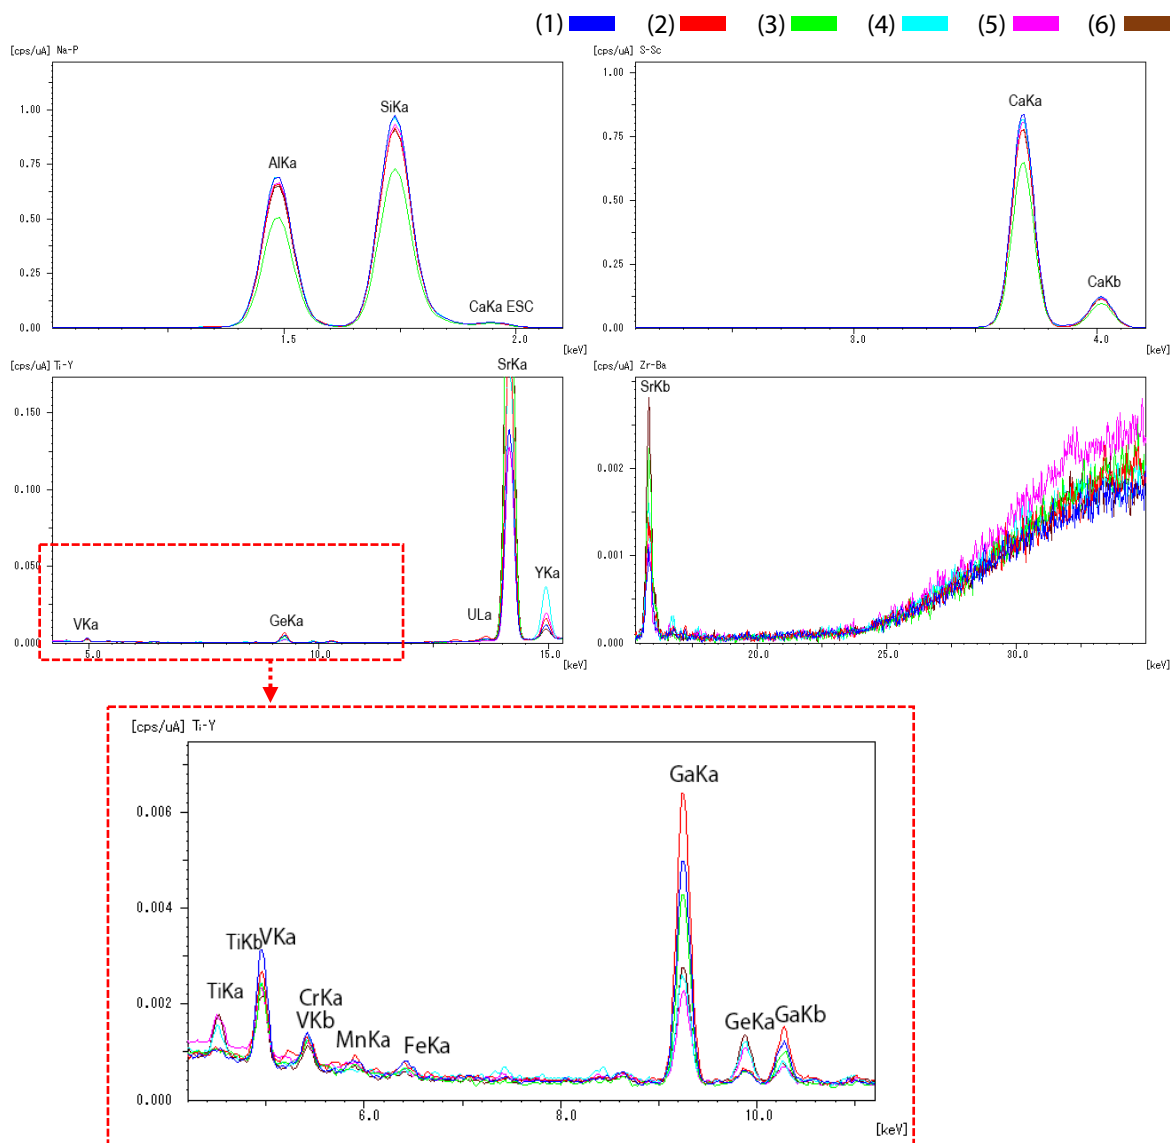 (1) (2) (3) (4) (5) (6)
[cps/uA] Na-P
1.00
0.75
0.50
0.25
0.00
AlKa
SiKa
CaKa ESC
1.5
2.0
[keV]
[cps/uA] S-Sc
1.00
0.75
0.50
0.25
0.00
CaKa
CaKb
3.0
4.0
[keV]
[cps/uA] Ti-Y
SrKa
0.150
0.100
0.050
0.000
VKa
GeKa
ULa
YKa
5.0
10.0
15.0
[keV]
[cps/uA] Zr-Ba
SrKb
0.002
0.001
0.000
20.0
25.0
30.0
[keV]
[cps/uA] Ti-Y
0.006
0.004
0.002
0.000
GaKa
TiKb VKa
TiKa
CrKa
VKb
MnKa
FeKa
GeKa
GaKb
6.0
8.0
10.0
[keV]